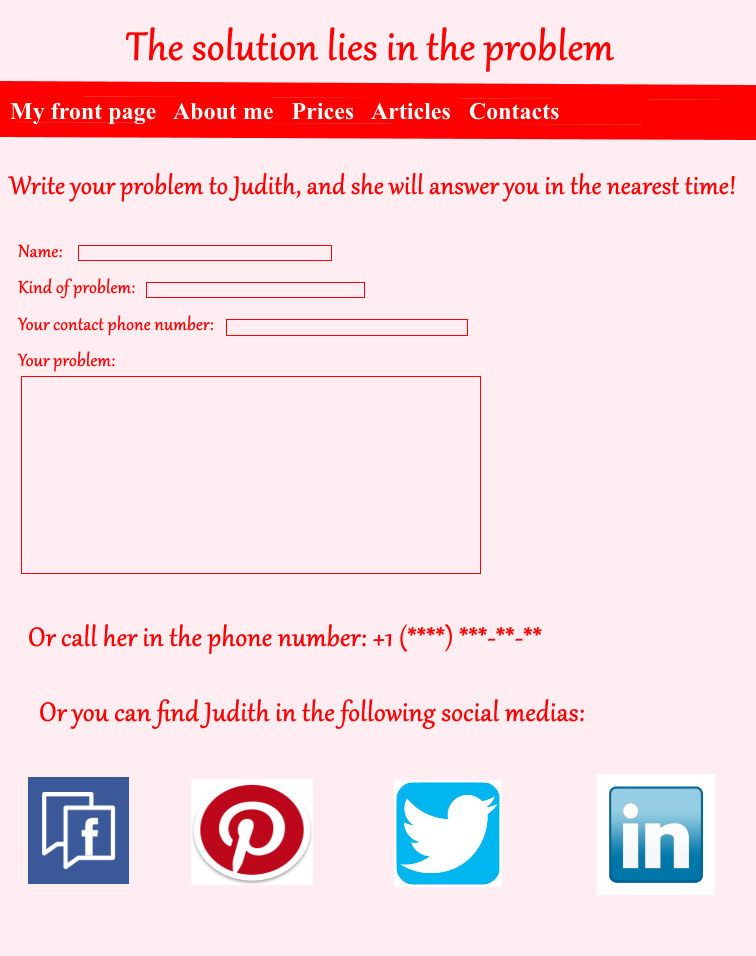 The solution lies in the problem
My front page About me Prices Articles Contacts
Write your problem to Judith, and she will answer you in the nearest time!
Name:
Kind of problem:
Your contact phone number:
Your problem:
Or call her in the phone number: +1 (****) ***-**-**
Or you can find Judith in the following social medias:
f
P
in